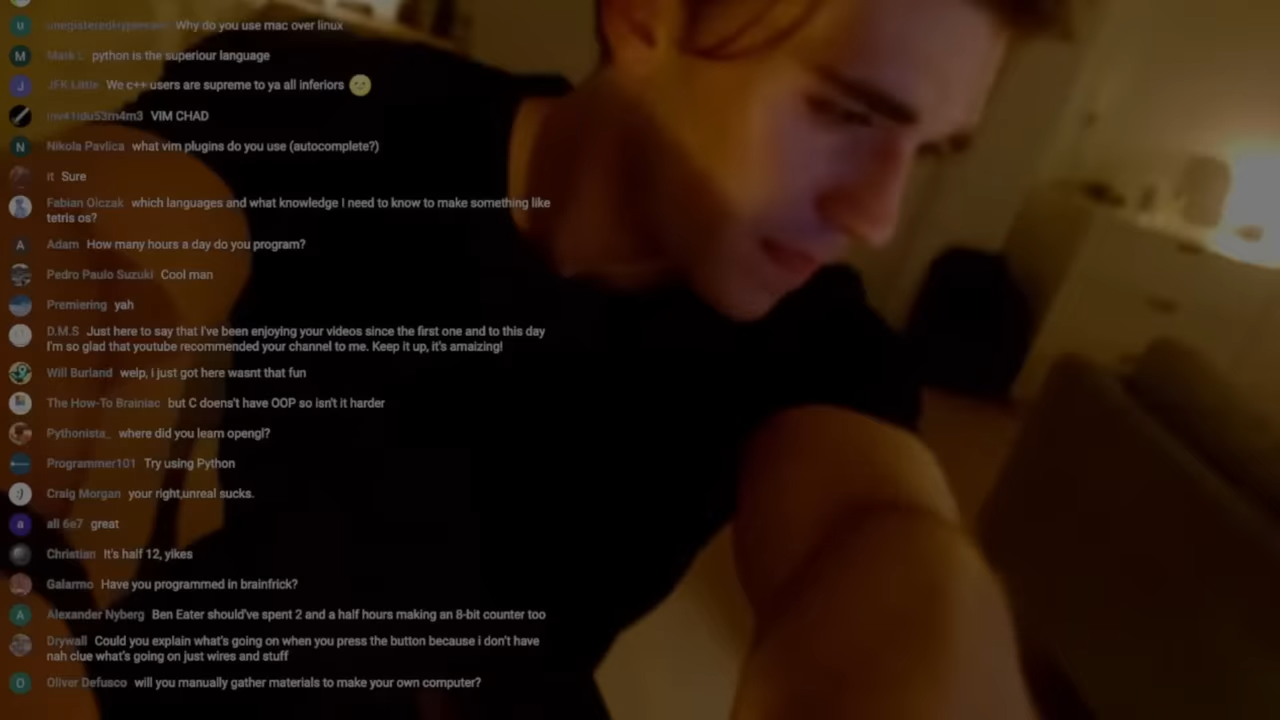 Why do you use mac over linux
M Mark L python is the superiour language
J JFK Little We c++ users are supreme to ya all inferiors
VIM CHAD
N Nikola Pavlica what vim plugins do you use (autocomplete?)
it Sure
Fabian Olczak which languages and what knowledge I need to know to make something like
tetris os?
A Adam How many hours a day do you program?
Pedro Paulo Suzuki Cool man
Premiering yah
D.M.S Just here to say that I've been enjoying your videos since the first one and to this day
I'm so glad that youtube recommended your channel to me. Keep it up, it's amaizing!
Will Burland welp, i just got here wasnt that fun
The How-To Brainiac but C doens't have OOP so isn't it harder
Pythonista_ where did you learn opengl?
Programmer101 Try using Python
:) Craig Morgan your right,unreal sucks.
a all 6e7 great
Christian It's half 12, yikes
Galarmo Have you programmed in brainfrick?
A Alexander Nyberg Ben Eater should've spent 2 and a half hours making an 8-bit counter too
Drywall Could you explain what's going on when you press the button because i don't have
nah clue what's going on just wires and stuff
O Oliver Defusco will you manually gather materials to make your own computer?